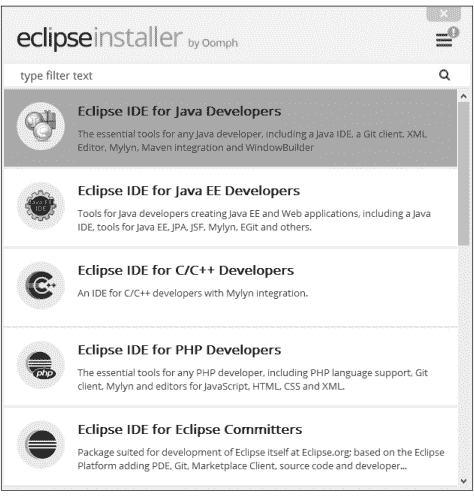 eclipseinstaller by Oomph
type filter text
Eclipse IDE for Java Developers
The essential tools for any Java developer, including a Java IDE, a Git client, XML
Editor, Mylyn, Maven integration and WindowBuilder
Java EE
IDE
Eclipse IDE for Java EE Developers
Tools for Java developers creating Java EE and Web applications, including a Java
IDE, tools for Java EE, JPA, JSF, Mylyn, EGit and others.
C++
Eclipse IDE for C/C++ Developers
An IDE for C/C++ developers with Mylyn integration.
php
Eclipse IDE for PHP Developers
The essential tools for any PHP developer, including PHP language support, Git
client, Mylyn and editors for JavaScript, HTML, CSS and XML.
Eclipse IDE for Eclipse Committers
Package suited for development of Eclipse itself at Eclipse.org; based on the Eclipse
Platform adding PDE, Git, Marketplace Client, source code and developer...